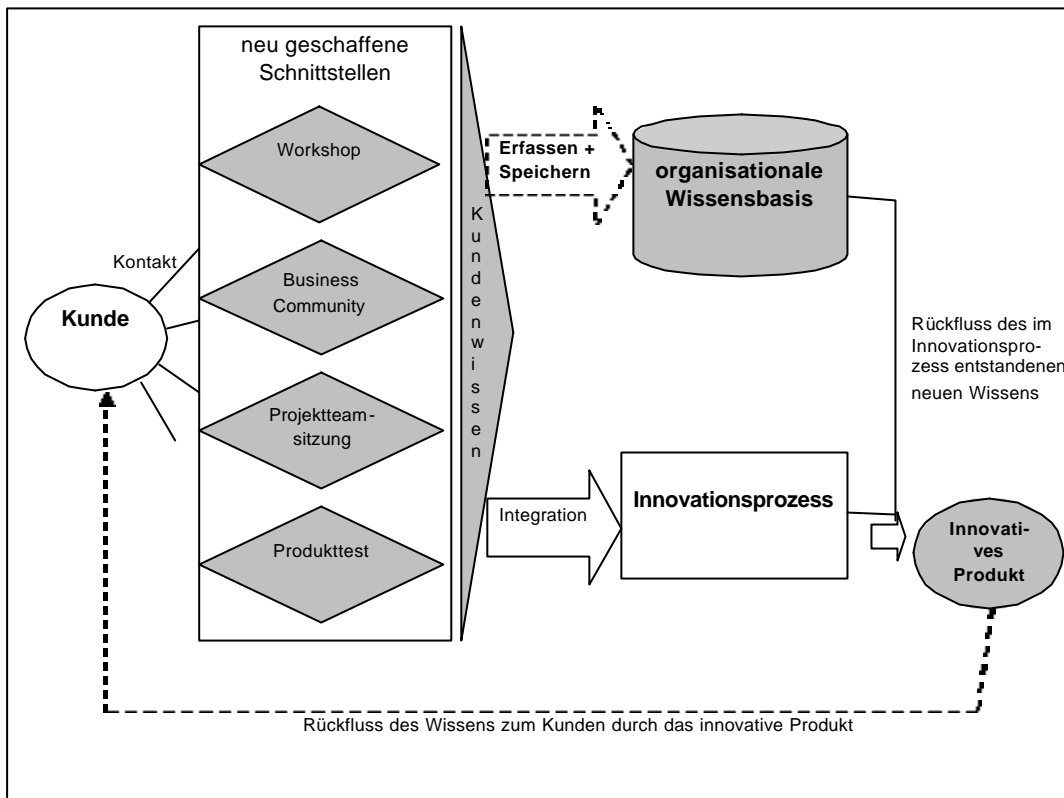 neu geschaffene
Schnittstellen
Workshop
Business
Community
Projektteam-
sitzung
Produkttest
Kontakt
Kunde
Kundenwissen
Erfassen +
Speichern
organisationale
Wissensbasis
Rückfluss des im
Innovationspro-
zess entstandenen
neuen Wissens
Integration
Innovationsprozess
Innovati-
ves
Produkt
Rückfluss des Wissens zum Kunden durch das innovative Produkt